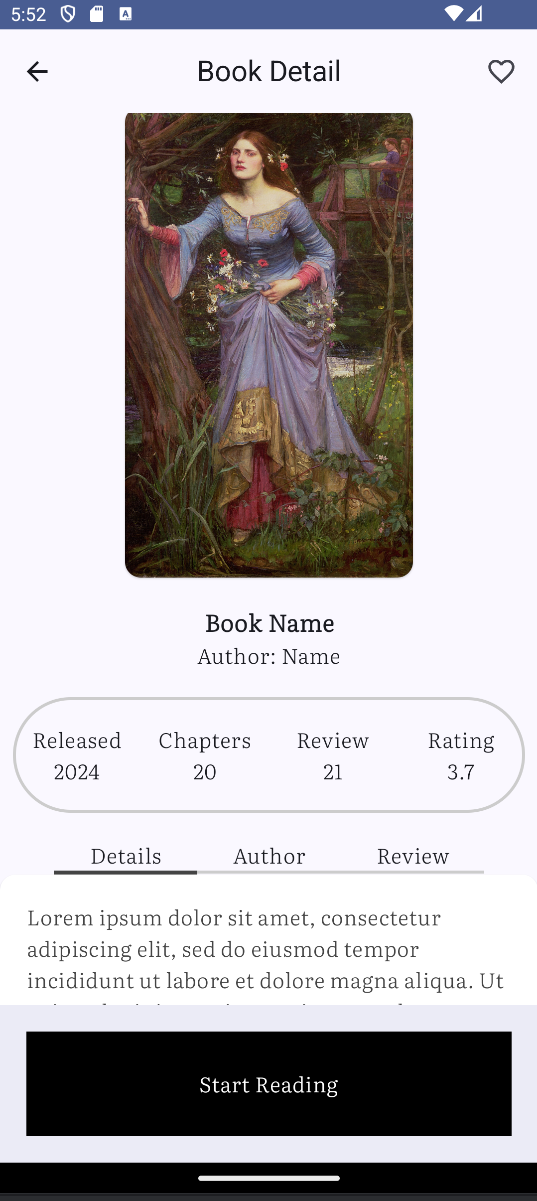 5:52
A
Book Detail
Book Name
Author: Name
Released Chapters Review Rating
2024 20 21 3.7
Details Author Review
Lorem ipsum dolor sit amet, consectetur
adipiscing elit, sed do eiusmod tempor
incididunt ut labore et dolore magna aliqua. Ut
Start Reading